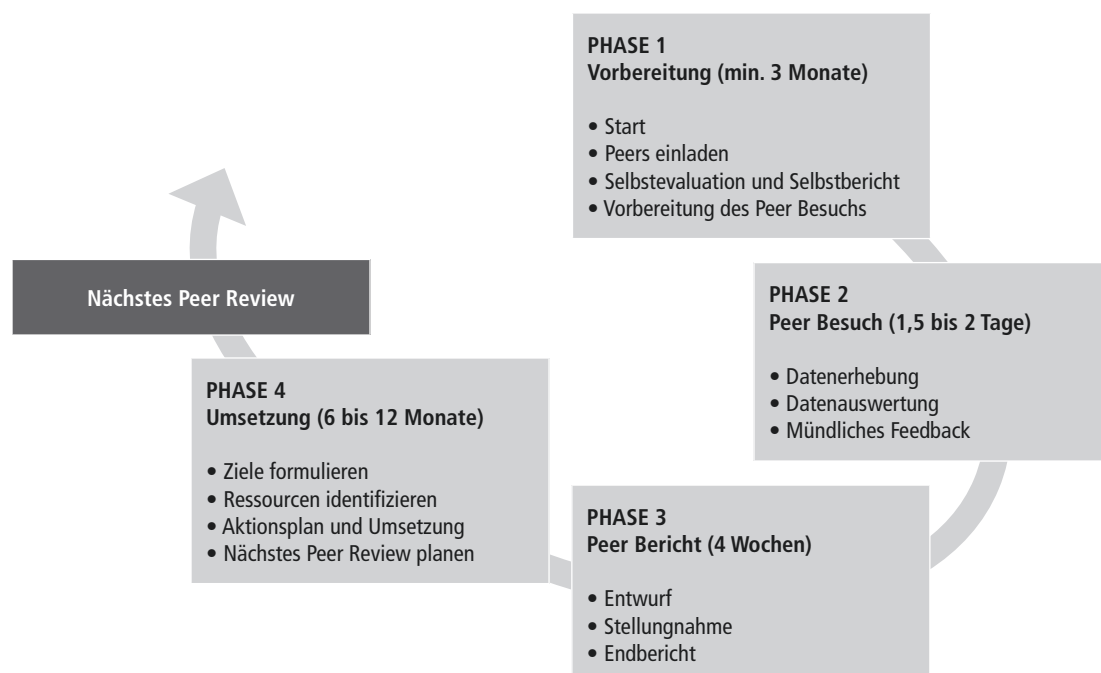 PHASE 1
Vorbereitung (min. 3 Monate)
• Start
• Peers einladen
• Selbstevaluation und Selbstbericht
• Vorbereitung des Peer Besuchs
PHASE 2
Peer Besuch (1,5 bis 2 Tage)
• Datenerhebung
• Datenauswertung
• Mündliches Feedback
PHASE 3
Peer Bericht (4 Wochen)
• Entwurf
• Stellungnahme
• Endbericht
PHASE 4
Umsetzung (6 bis 12 Monate)
• Ziele formulieren
• Ressourcen identifizieren
• Aktionsplan und Umsetzung
• Nächstes Peer Review planen
Nächstes Peer Review